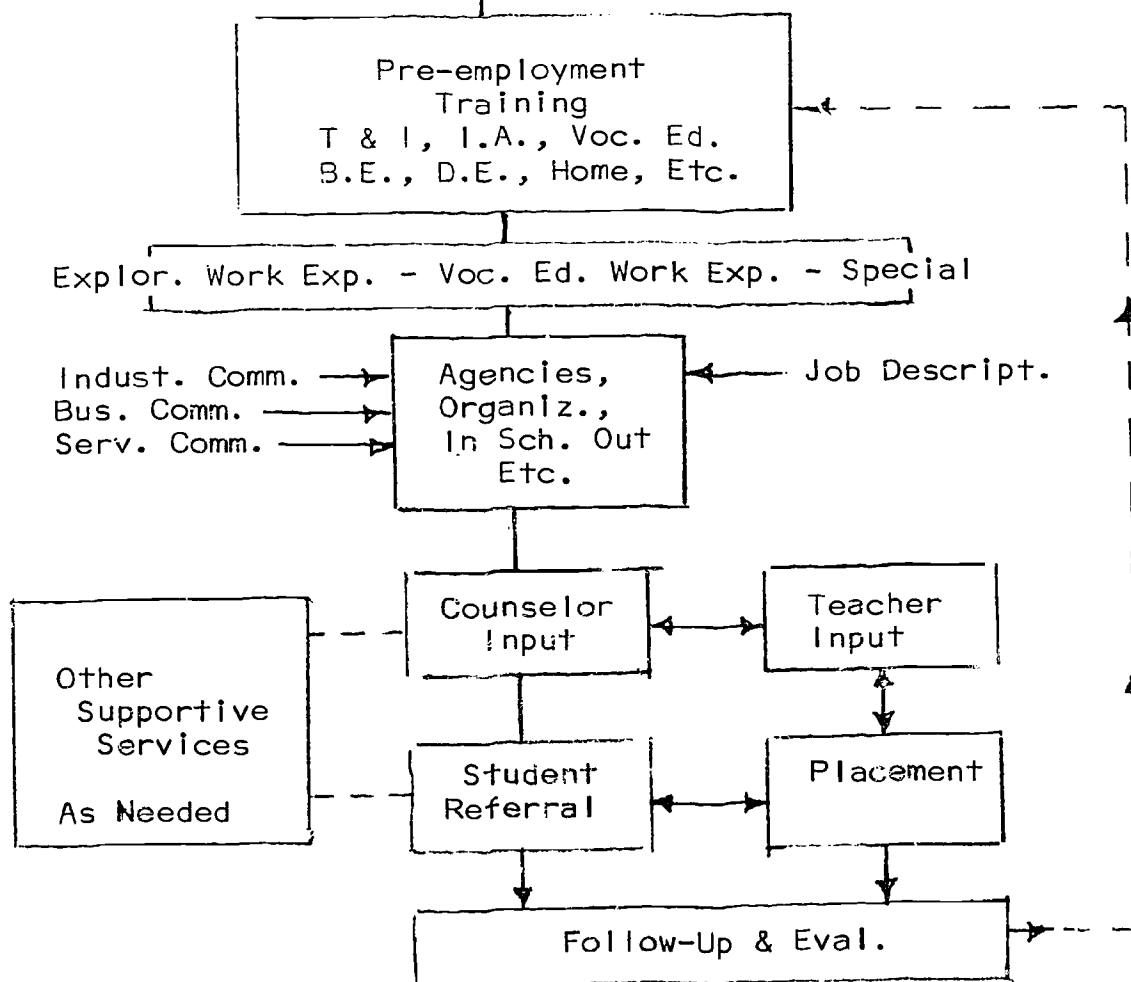 Pre-employment
Training
T & I, I.A., Voc. Ed.
B.E., D.E., Home, Etc.
Explor. Work Exp. - Voc. Ed. Work Exp. - Special
Indust. Comm.
Bus. Comm.
Serv. Comm.
Agencies,
Organiz.,
In Sch. Out
Etc.
Job Descript.
Counselor
Input
Teacher
Input
Other
Supportive
Services
As Needed
Student
Referral
Placement
Follow-Up & Eval.